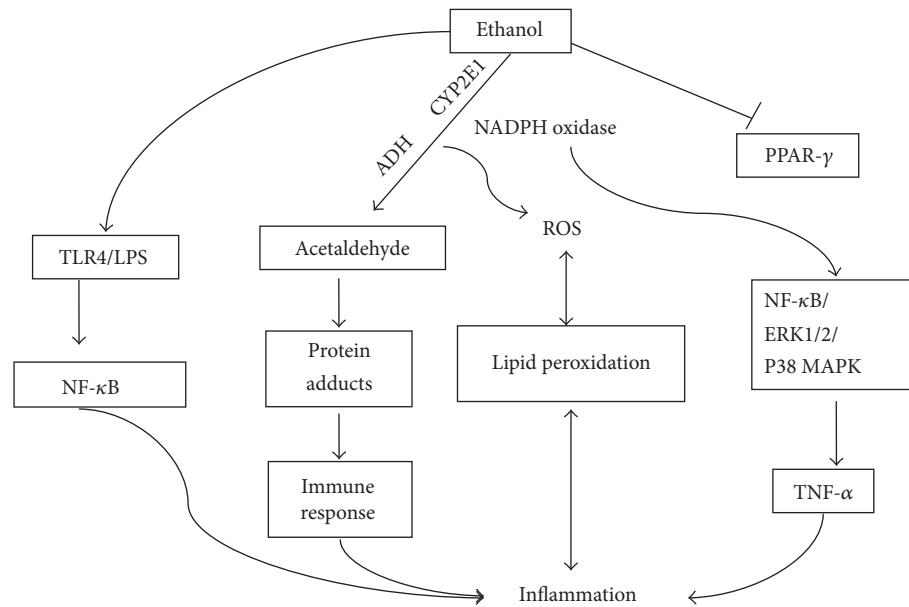 Ethanol
CYP2E1
ADH
NADPH oxidase
PPAR-γ
ROS
TLR4/LPS
Acetaldehyde
NF-κB/
ERK1/2/
P38 MAPK
Protein
adducts
Lipid peroxidation
NF-κB
Immune
response
TNF-α
Inflammation